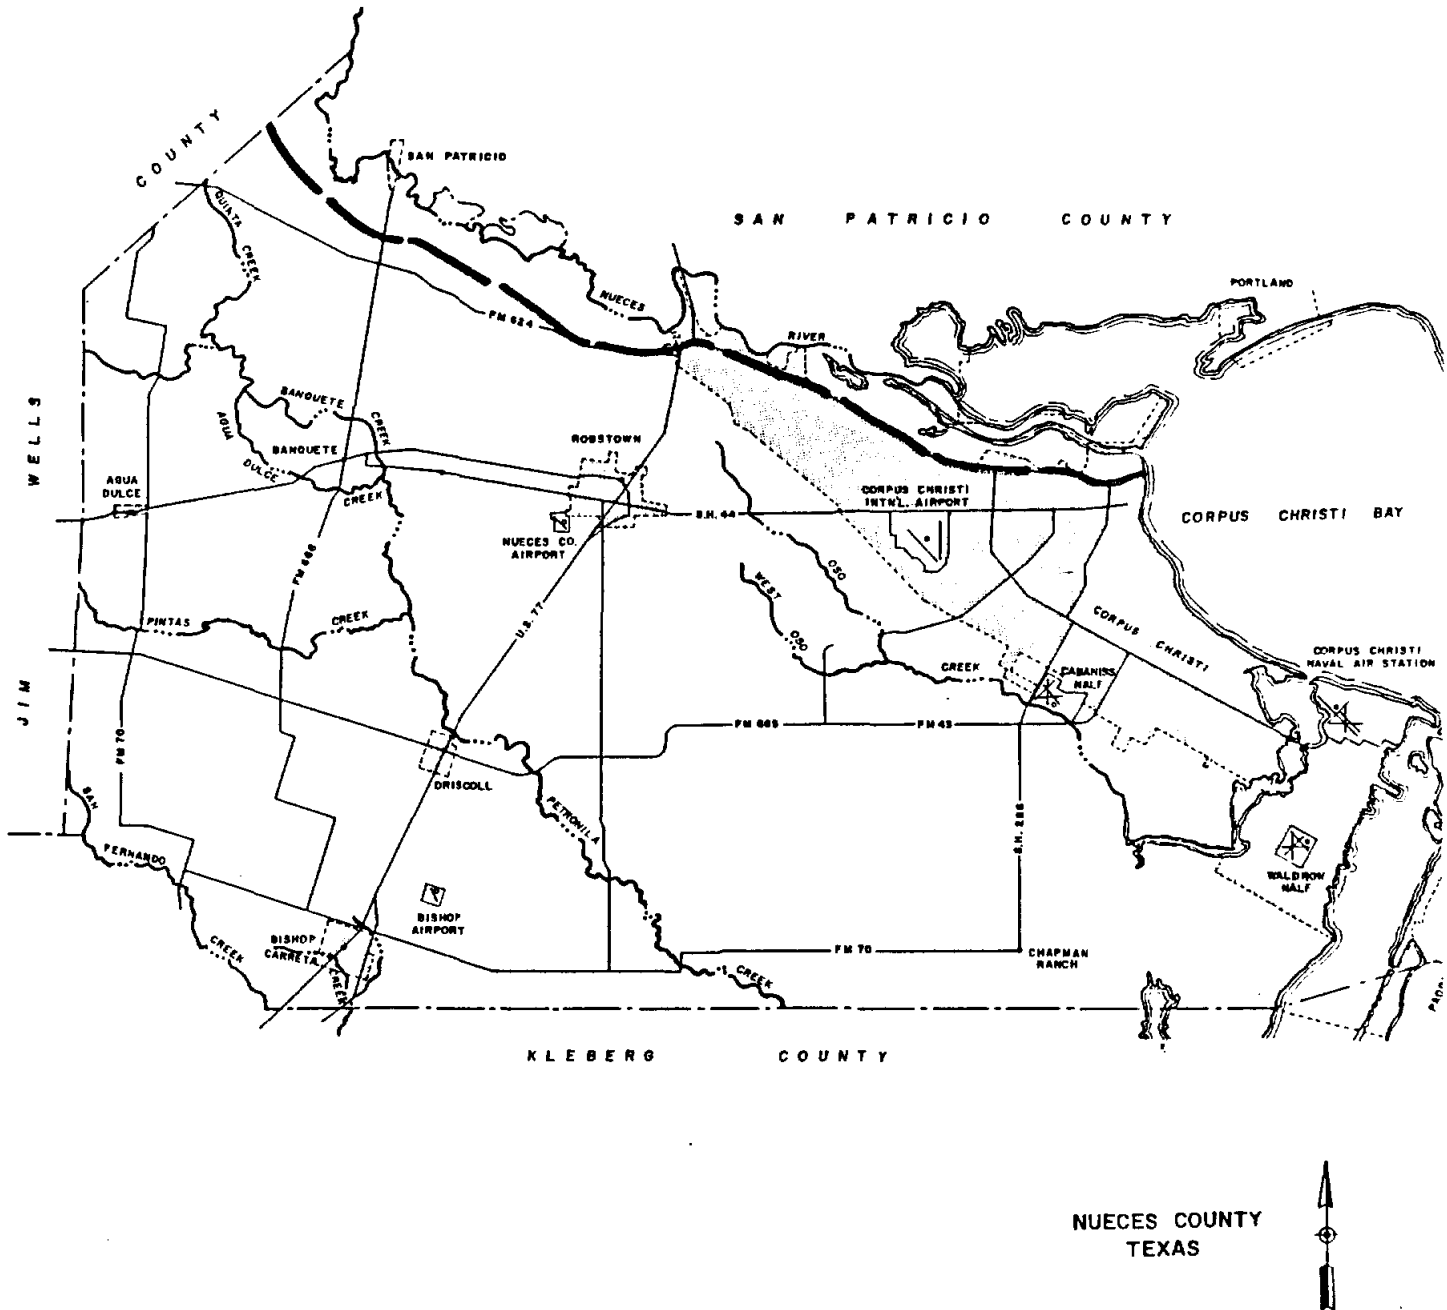 COUNTY
SAN PATRICIO
SAN PATRICIO COUNTY
QUINTA
CREEK
PORTLAND
NUECES
FM 624
RIVER
WELLS
BANQUETE
CREEK
AGUA
ROBSTOWN
BANQUETE
DULCE
CREEK
AGUA
DULCE
CORPUS CHRISTI
INT'L. AIRPORT
S.H. 44
CORPUS CHRISTI BAY
NUECES CO.
AIRPORT
FM 666
OSO
WEST
OSO
U.S. 77
PINTAS
CREEK
CORPUS CHRISTI
CORPUS CHRISTI
NAVAL AIR STATION
CREEK
CABANISS
NALF
JIM
FM 70
FM 665
FM 43
DRISCOLL
SAN
FERNANDO
CREEK
PETRONILA
S.H. 286
WALDRON
NALF
BISHOP
AIRPORT
BISHOP
CARRETA
CREEK
FM 70
CHAPMAN
RANCH
CREEK
KLEBERG COUNTY
NUECES COUNTY
TEXAS